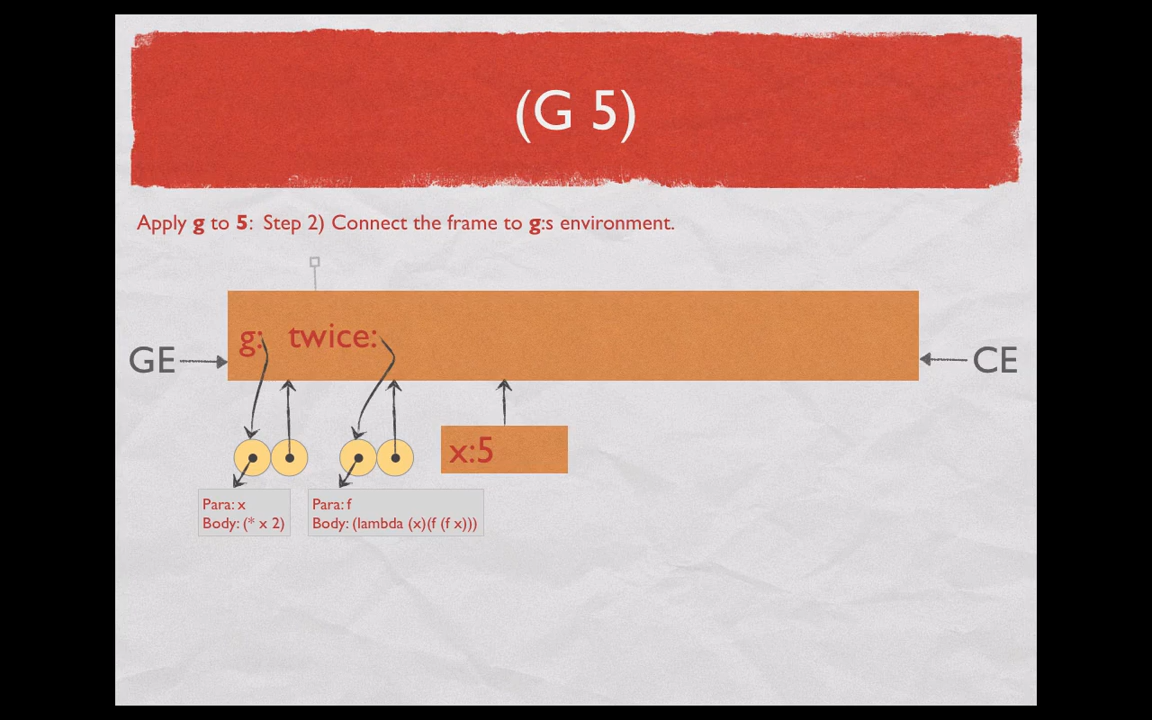 (G 5)
Apply g to 5: Step 2) Connect the frame to g:s environment.
g: twice:
GE
CE
x:5
Para: x
Body: (* x 2)
Para: f
Body: (lambda (x)(f (f x)))